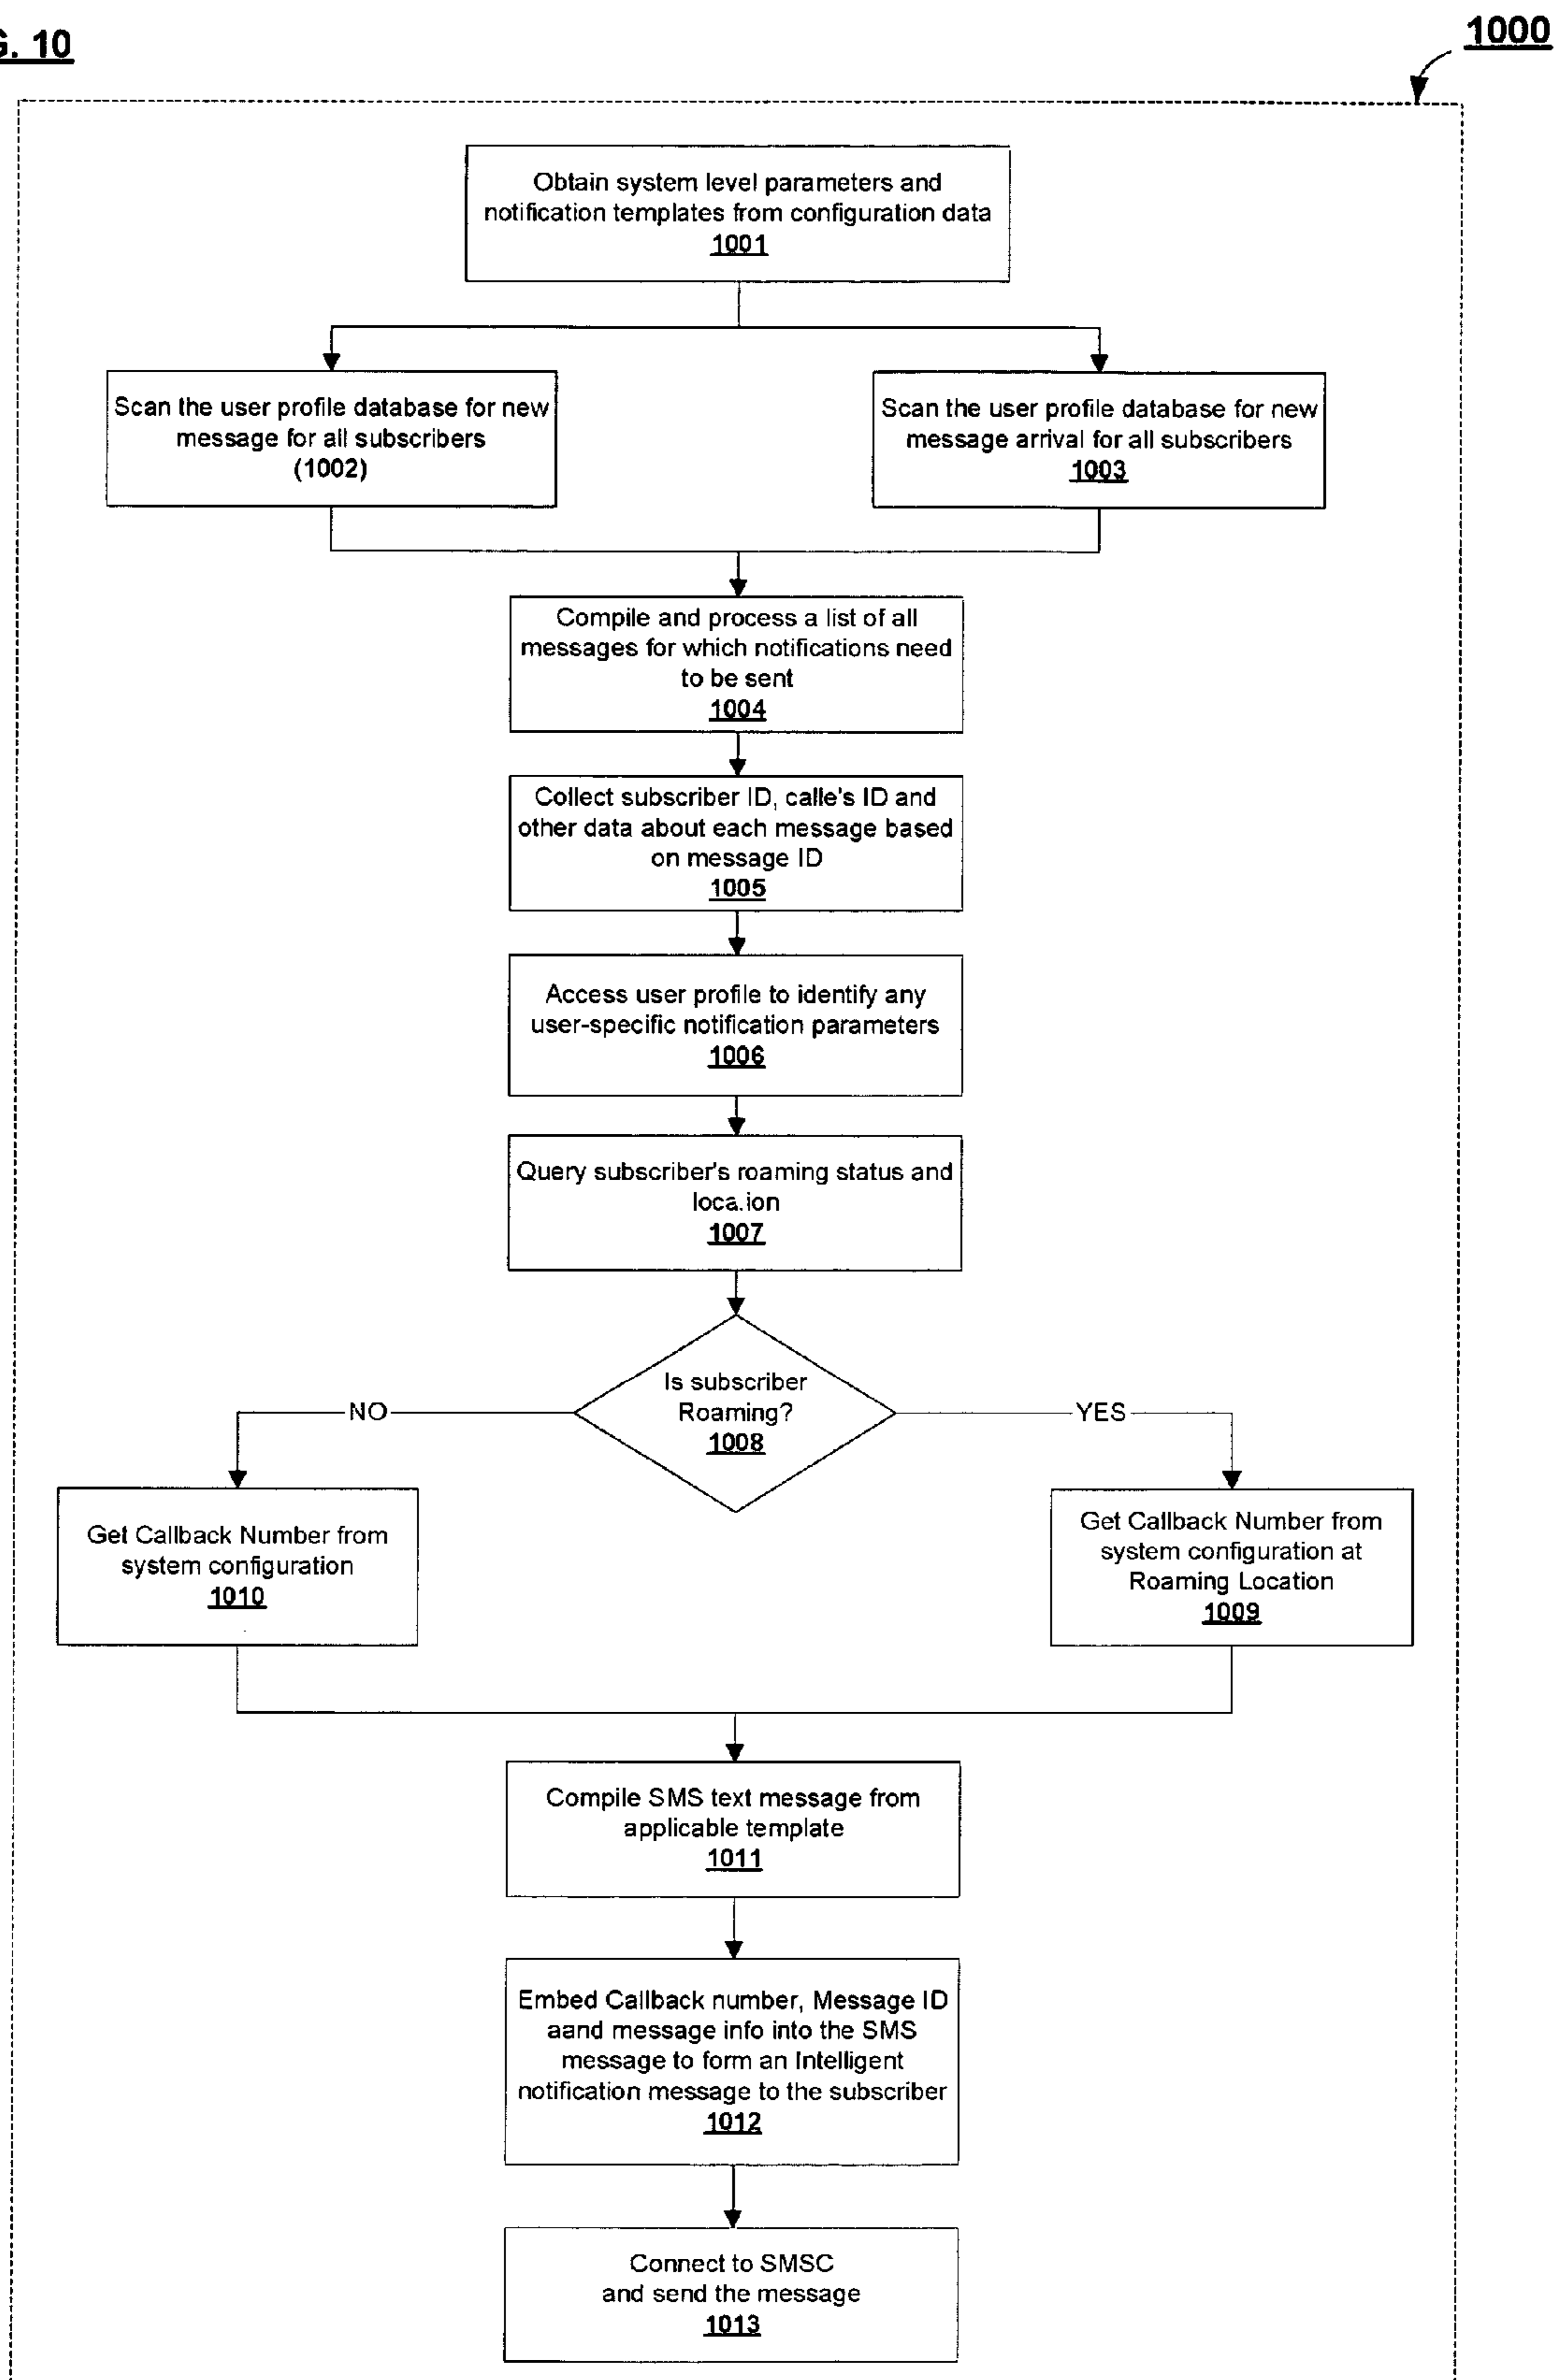 G. 10
1000
Obtain system level parameters and
notification templates from configuration data
1001
Scan the user profile database for new
message for all subscribers
(1002)
Scan the user profile database for new
message arrival for all subscribers
1003
Compile and process a list of all
messages for which notifications need
to be sent
1004
Collect subscriber ID, calle's ID and
other data about each message based
on message ID
1005
Access user profile to identify any
user-specific notification parameters
1006
Query subscriber's roaming status and
loca.ion
1007
Is subscriber
Roaming?
1008
NO
YES
Get Callback Number from
system configuration
1010
Get Callback Number from
system configuration at
Roaming Location
1009
Compile SMS text message from
applicable template
1011
Embed Callback number, Message ID
aand message info into the SMS
message to form an Intelligent
notification message to the subscriber
1012
Connect to SMSC
and send the message
1013